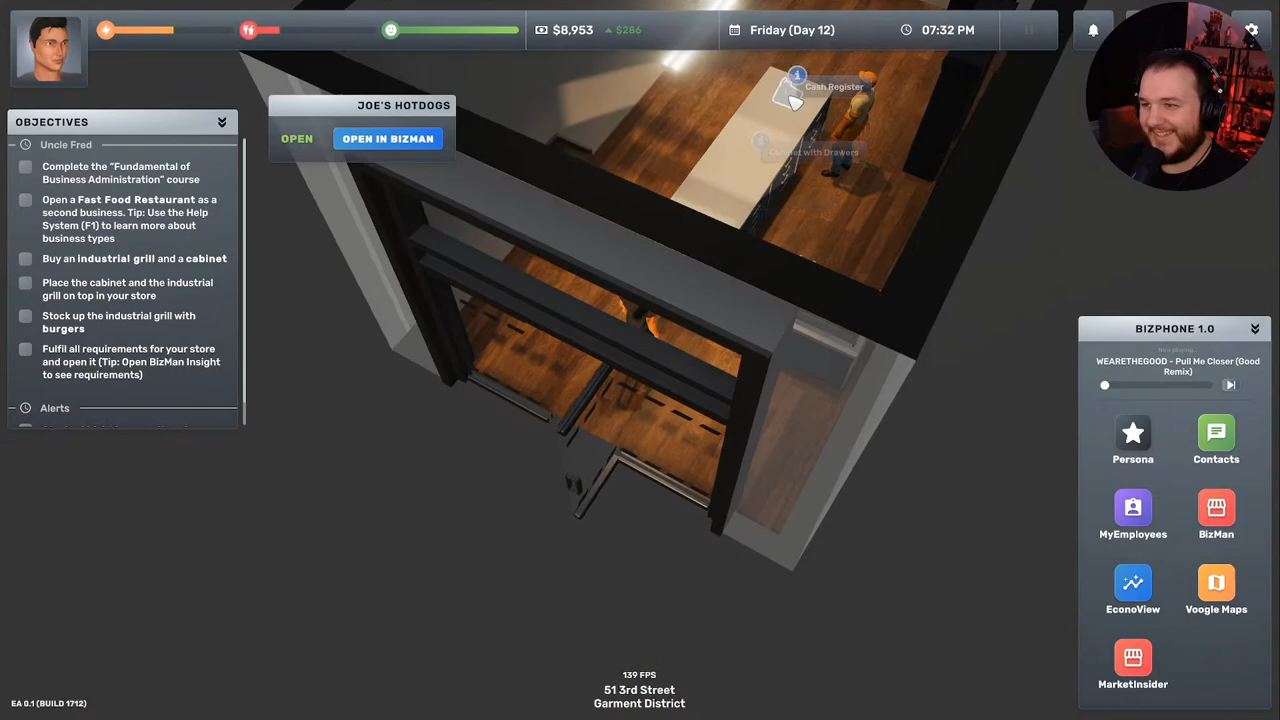 $8,953 ▲ $286
Friday (Day 12)
07:32 PM
OBJECTIVES
Uncle Fred
Complete the "Fundamental of
Business Administration" course
Open a Fast Food Restaurant as a
second business. Tip: Use the Help
System (F1) to learn more about
business types
Buy an industrial grill and a cabinet
Place the cabinet and the industrial
grill on top in your store
Stock up the industrial grill with
burgers
Fulfil all requirements for your store
and open it (Tip: Open BizMan Insight
to see requirements)
Alerts
JOE'S HOTDOGS
OPEN
OPEN IN BIZMAN
Cash Register
Cabinet with Drawers
BIZPHONE 1.0
Now playing...
WEARETHEGOOD - Pull Me Closer (Good
Remix)
Persona
Contacts
MyEmployees
BizMan
EconoView
Voogle Maps
MarketInsider
139 FPS
51 3rd Street
Garment District
EA 0.1 (BUILD 1712)